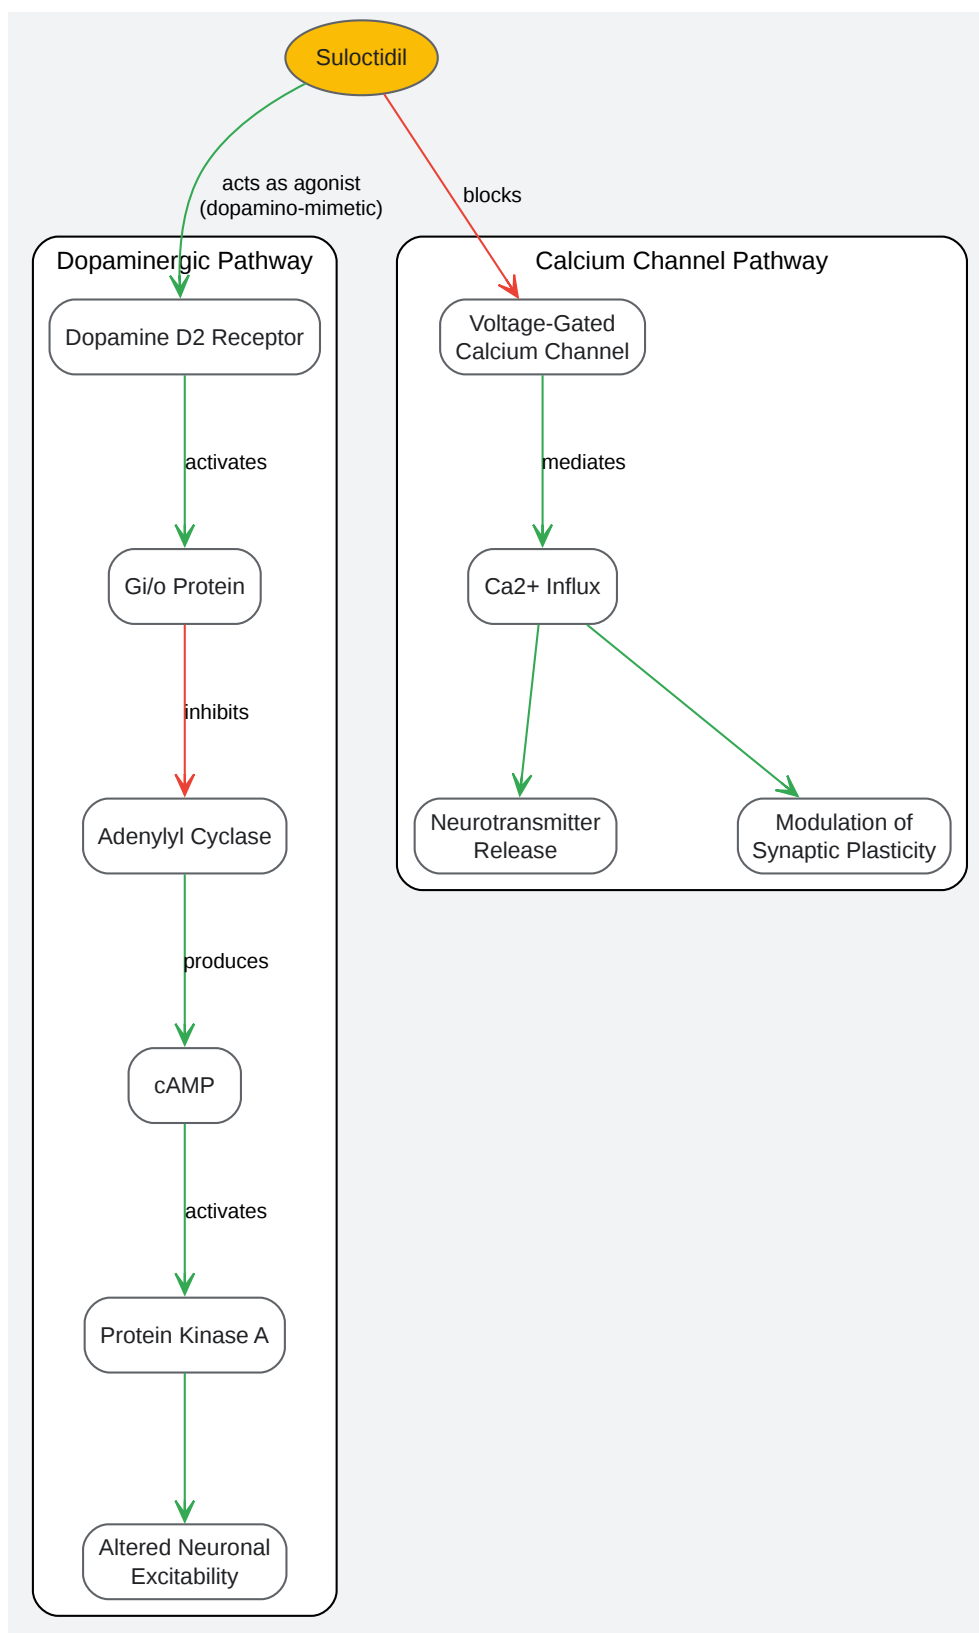 Suloctidil
acts as agonist
(dopamino-mimetic)
blocks
Dopaminergic Pathway
Dopamine D2 Receptor
activates
Gi/o Protein
inhibits
Adenylyl Cyclase
produces
cAMP
activates
Protein Kinase A
Altered Neuronal
Excitability
Calcium Channel Pathway
Voltage-Gated
Calcium Channel
mediates
Ca2+ Influx
Neurotransmitter
Release
Modulation of
Synaptic Plasticity